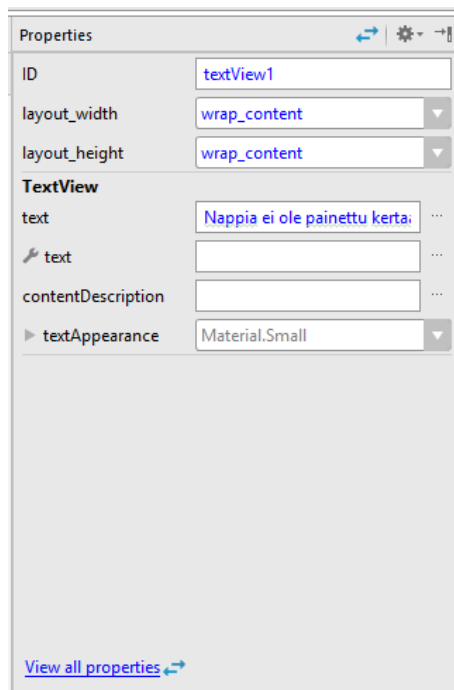 Properties
ID textView1
layout_width wrap_content
layout_height wrap_content
TextView
text Nappia ei ole painettu ...
text ...
contentDescription ...
textAppearance Material.Small
View all properties